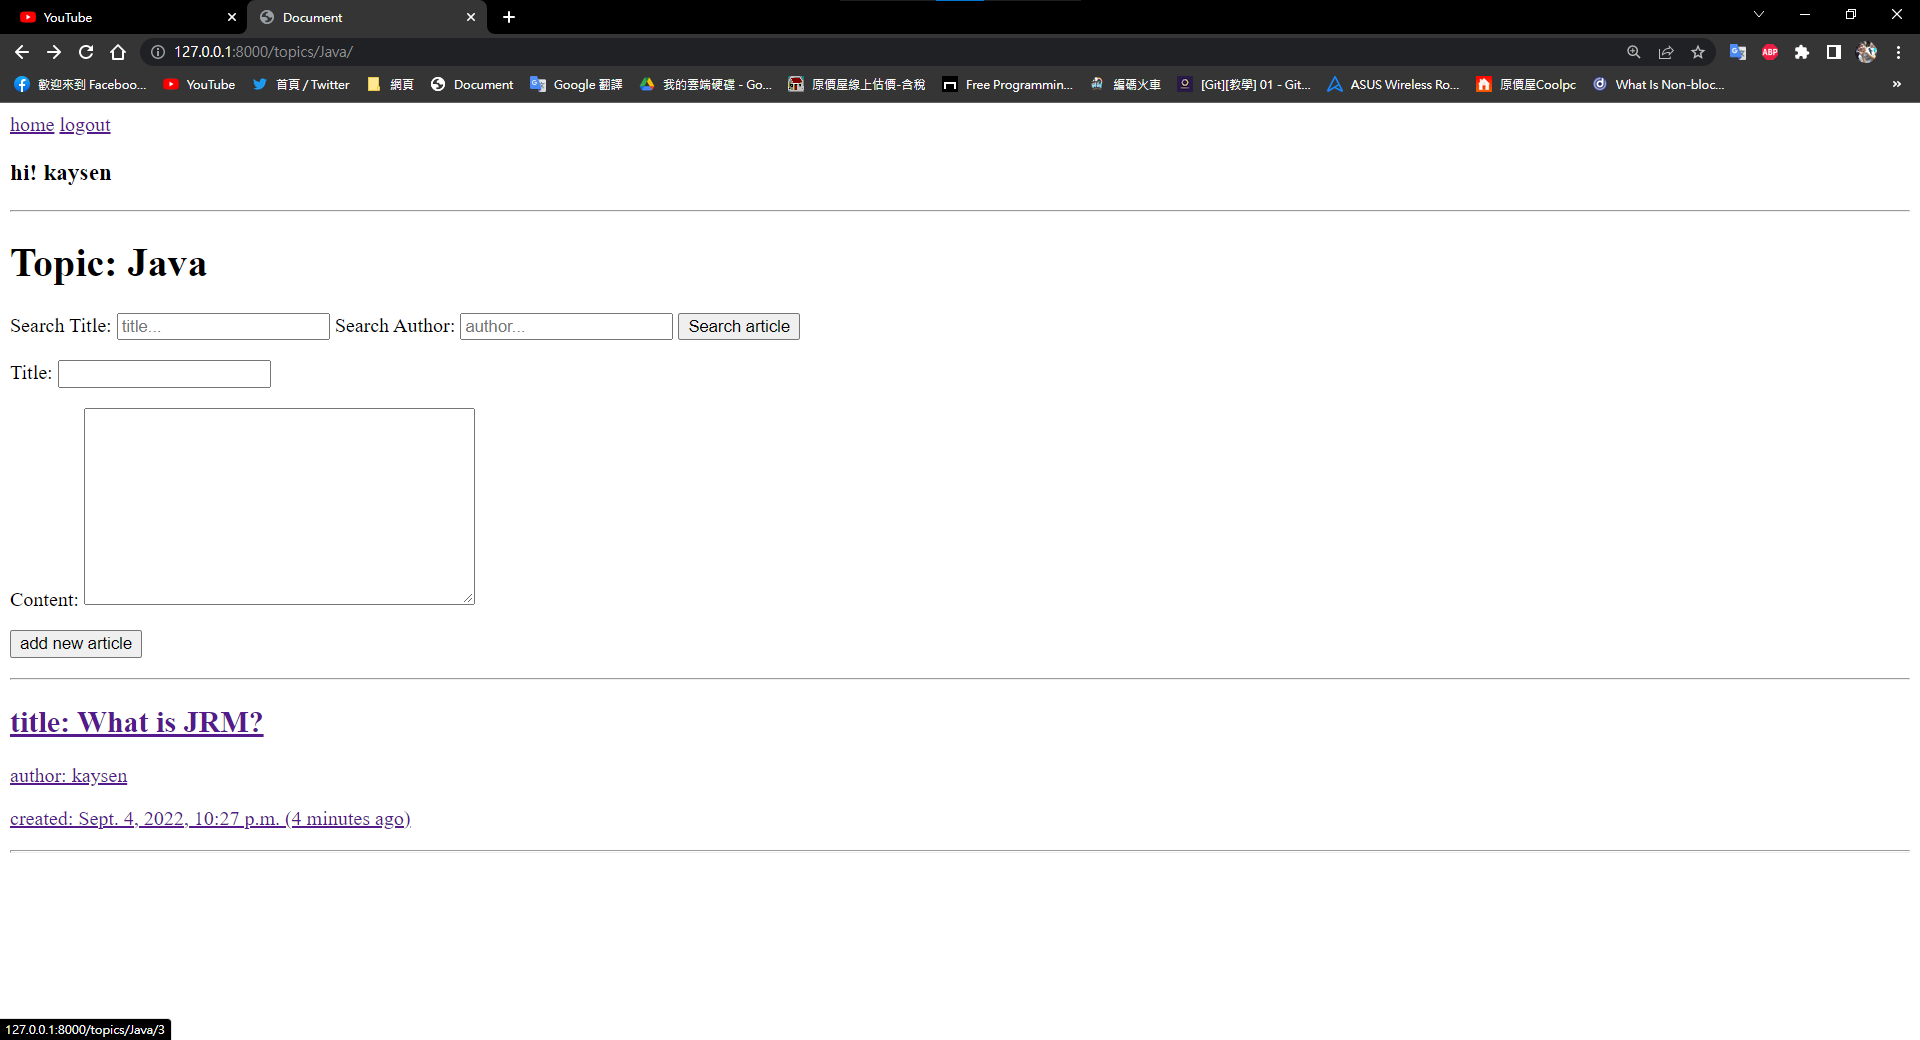 YouTube
Document
127.0.0.1:8000/topics/Java/
ABP
歡迎來到 Faceboo...
YouTube
首頁 / Twitter
網頁
Document
Google 翻譯
我的雲端硬碟 - Go...
原價屋線上估價-含稅
Free Programmin...
編碼火車
[Git][教學] 01 - Git...
ASUS Wireless Ro...
原價屋Coolpc
What Is Non-bloc...
home logout
hi! kaysen
Topic: Java
Search Title: title... Search Author: author... Search article
Title:
Content:
add new article
title: What is JRM?
author: kaysen
created: Sept. 4, 2022, 10:27 p.m. (4 minutes ago)
127.0.0.1:8000/topics/Java/3